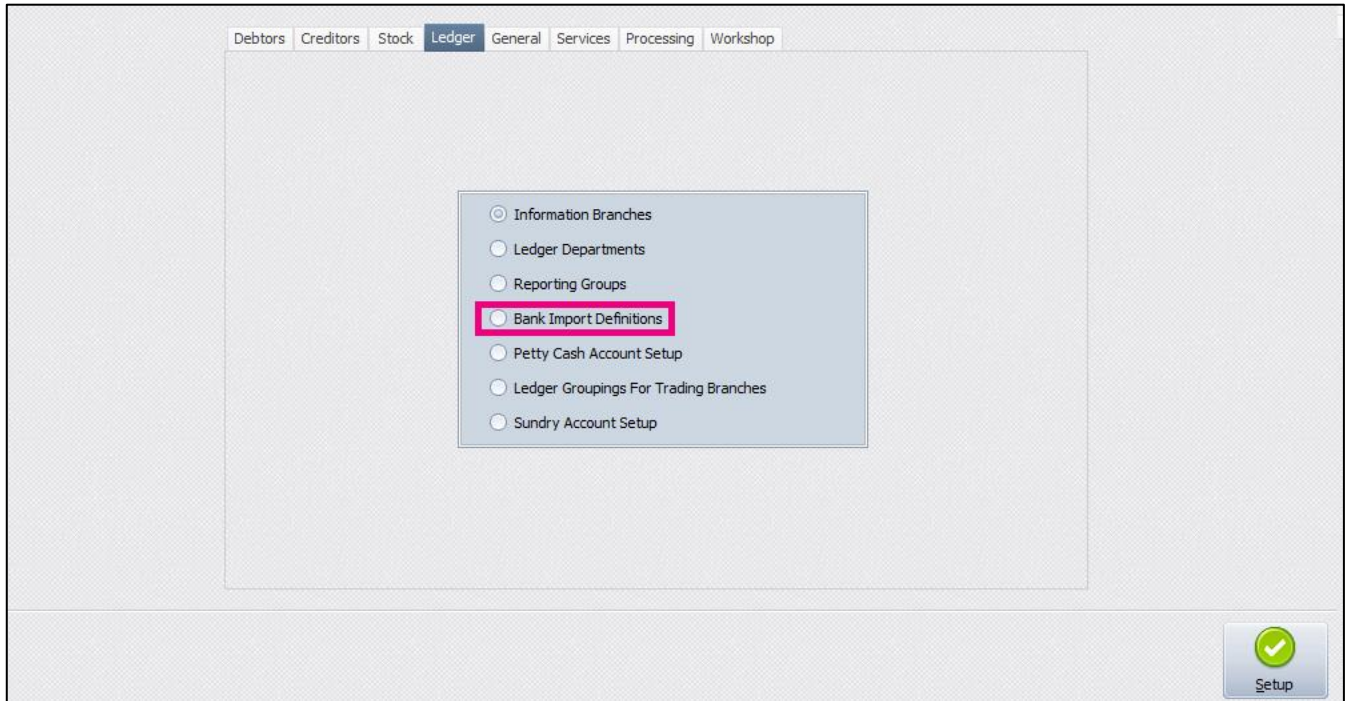 Debtors Creditors Stock Ledger General Services Processing Workshop
Information Branches
Ledger Departments
Reporting Groups
Bank Import Definitions
Petty Cash Account Setup
Ledger Groupings For Trading Branches
Sundry Account Setup
Setup